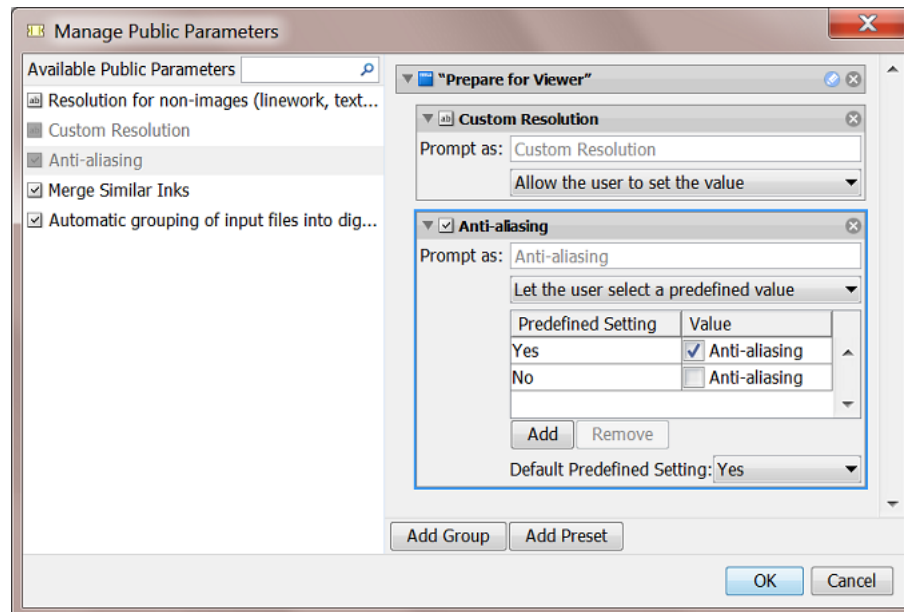 Manage Public Parameters
Available Public Parameters
Resolution for non-images (linework, text...
Custom Resolution
Anti-aliasing
Merge Similar Inks
Automatic grouping of input files into dig...
"Prepare for Viewer"
Custom Resolution
Prompt as: Custom Resolution
Allow the user to set the value
Anti-aliasing
Prompt as: Anti-aliasing
Let the user select a predefined value
Predefined Setting Value
Yes Anti-aliasing
No Anti-aliasing
Add Remove
Default Predefined Setting: Yes
Add Group Add Preset
OK Cancel